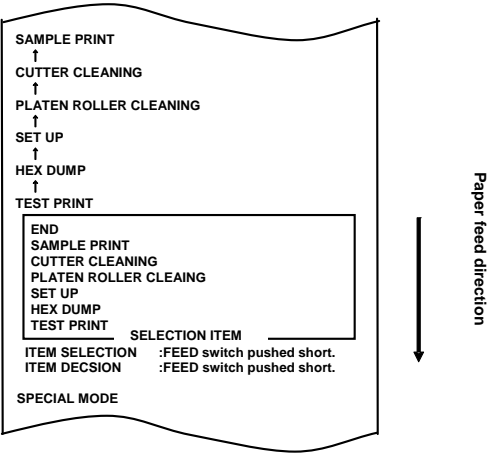 SAMPLE PRINT
↑
CUTTER CLEANING
↑
PLATEN ROLLER CLEANING
↑
SET UP
↑
HEX DUMP
↑
TEST PRINT
END
SAMPLE PRINT
CUTTER CLEANING
PLATEN ROLLER CLEAING
SET UP
HEX DUMP
TEST PRINT
SELECTION ITEM
ITEM SELECTION :FEED switch pushed short.
ITEM DECSION :FEED switch pushed short.
SPECIAL MODE
Paper feed direction